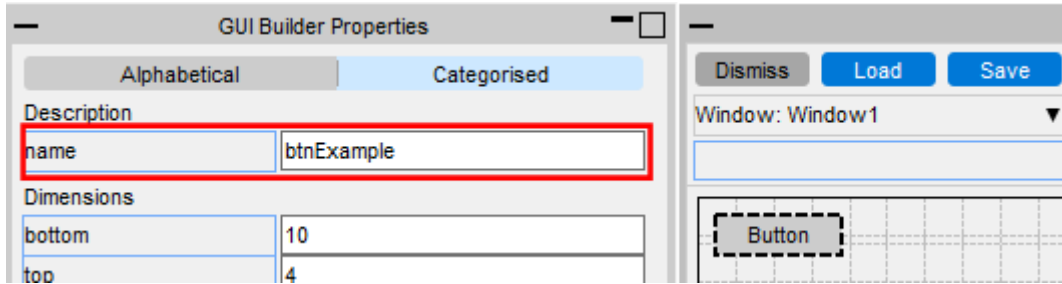 GUI Builder Properties
Alphabetical Categorised
Description
name btnExample
Dimensions
bottom 10
top 4
Dismiss Load Save
Window: Window1
Button